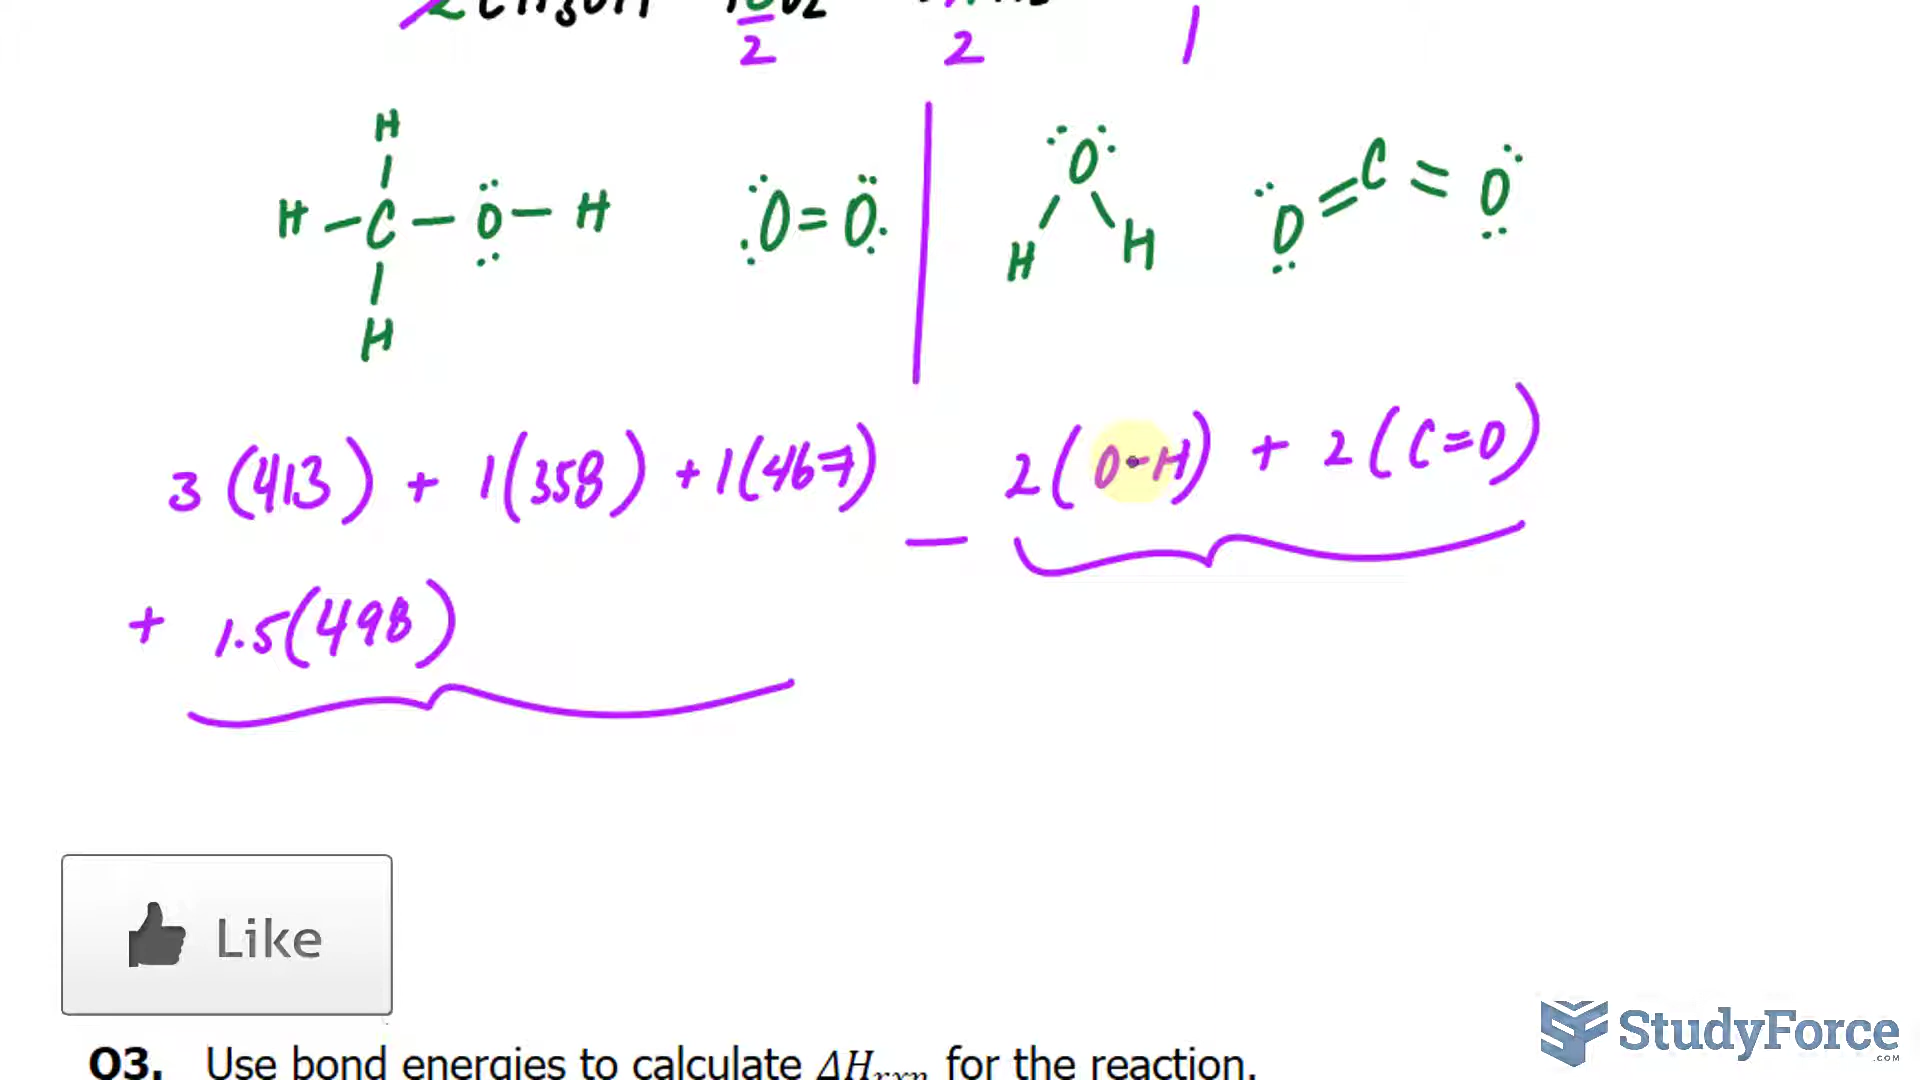 2
2 2 1
H
H - C - O - H O = O O O = C = O
H H
H
3 (413) + 1(358) + 1(467) - 2(O-H) + 2(C=O)
+ 1.5(498)
Like
StudyForce
.COM
Q3. Use bond energies to calculate ΔHrxn for the reaction.